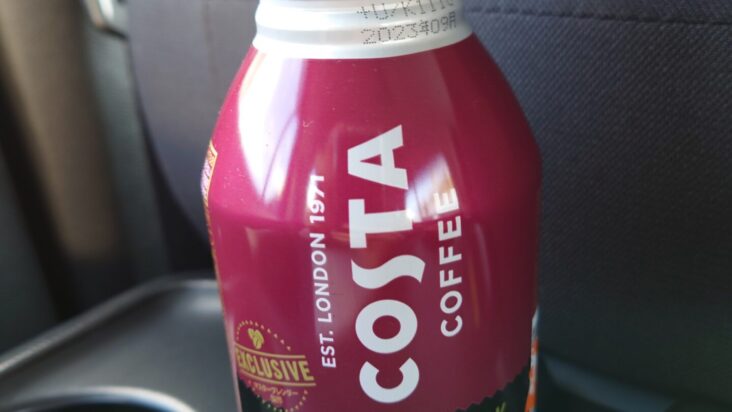 2023年09月
EST. LONDON 1971
COSTA
COFFEE
EXCLUSIVE